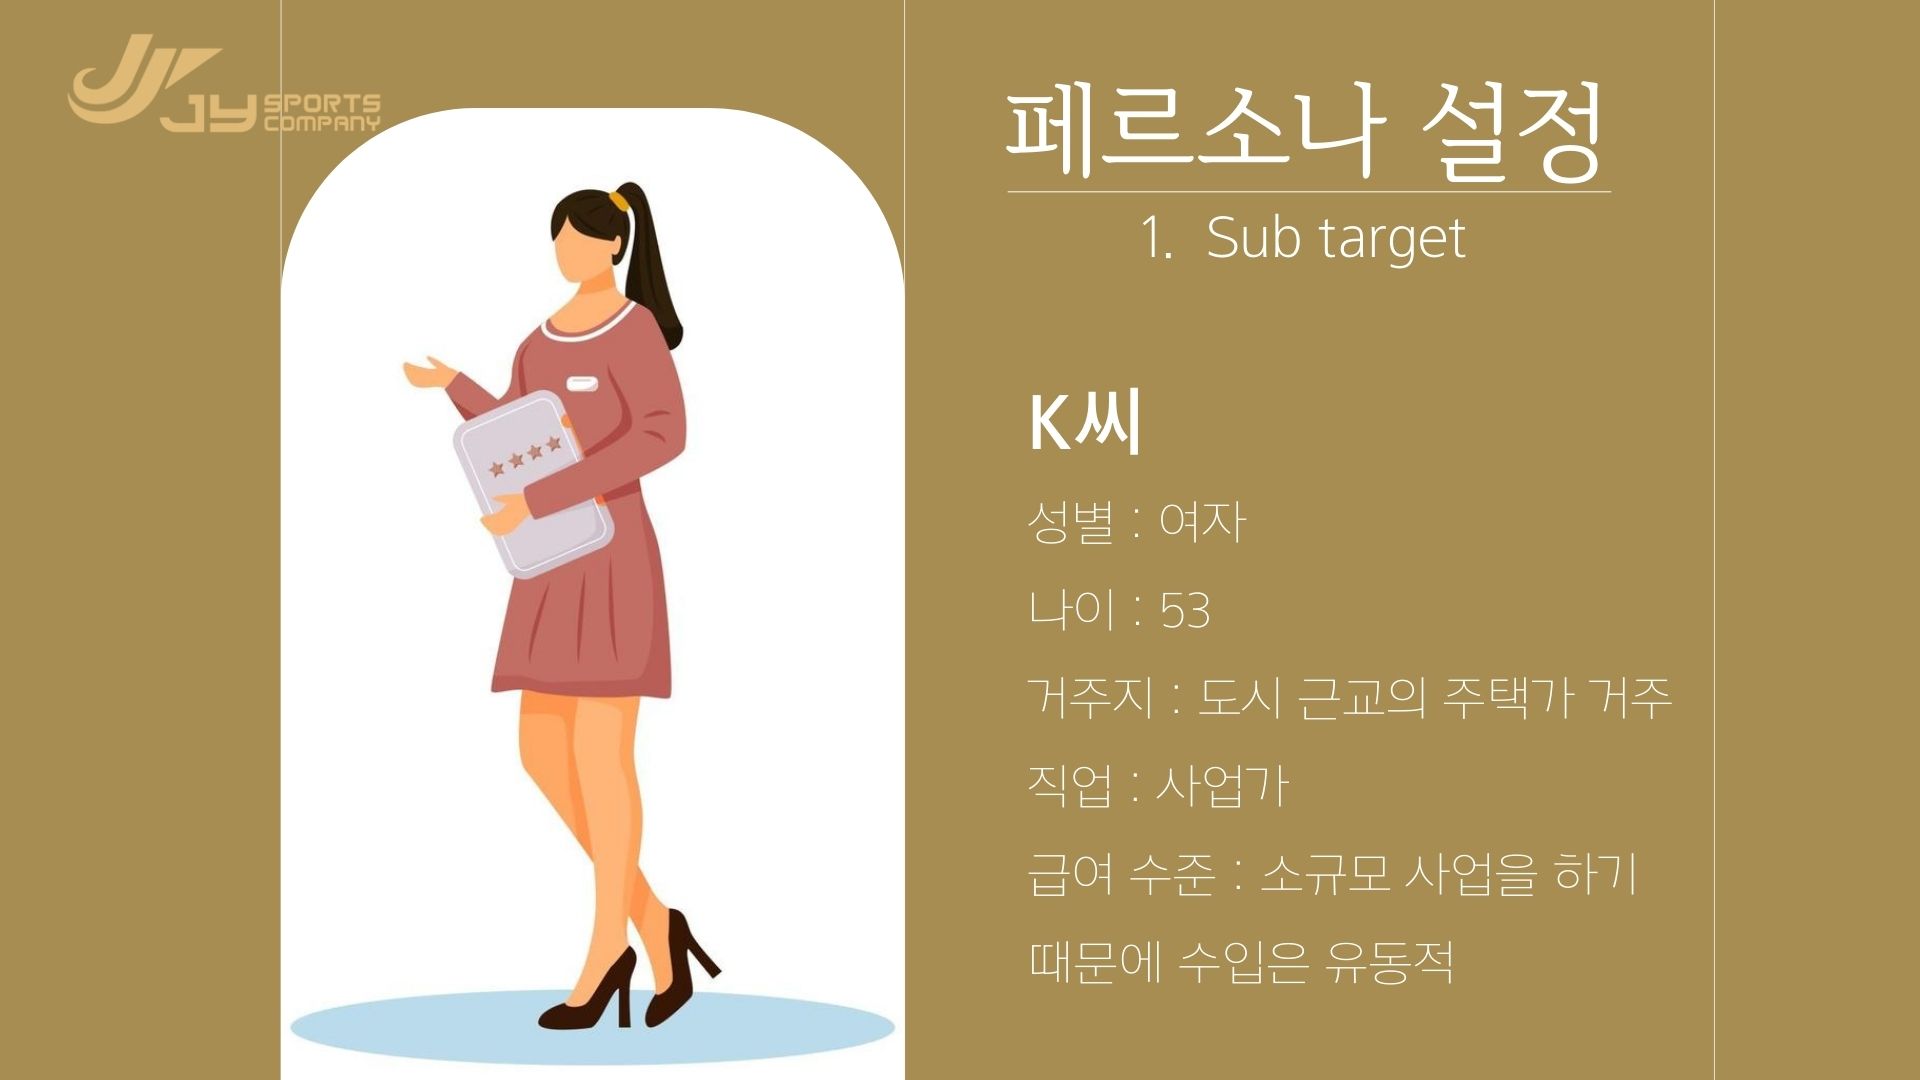 JY SPORTS
COMPANY
페르소나 설정
1. Sub target
K씨
성별 : 여자
나이 : 53
거주지 : 도시 근교의 주택가 거주
직업 : 사업가
급여 수준 : 소규모 사업을 하기
때문에 수입은 유동적